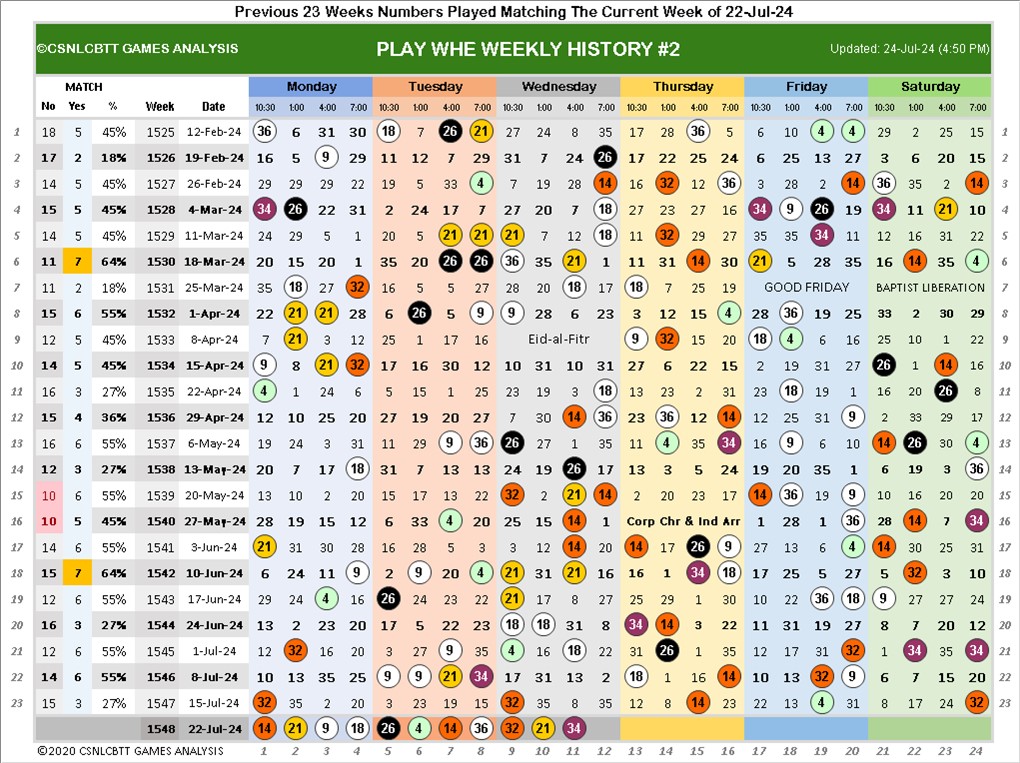 Previous 23 Weeks Numbers Played Matching The Current Week of 22-Jul-24
©CSNLCBTT GAMES ANALYSIS PLAY WHE WEEKLY HISTORY #2 Updated: 24-Jul-24 (4:50 PM)
MATCH Monday Tuesday Wednesday Thursday Friday Saturday
No Yes % Week Date 10:30 1:00 4:00 7:00 10:30 1:00 4:00 7:00 10:30 1:00 4:00 7:00 10:30 1:00 4:00 7:00 10:30 1:00 4:00 7:00 10:30 1:00 4:00 7:00
1 18 5 45% 1525 12-Feb-24 36 6 31 30 18 7 26 21 27 24 8 35 17 28 36 5 6 10 4 4 29 2 25 15 1
2 17 2 18% 1526 19-Feb-24 16 5 9 29 11 12 7 29 31 7 24 26 17 22 25 24 6 25 13 27 3 6 20 15 2
3 14 5 45% 1527 26-Feb-24 29 29 29 22 19 5 33 4 7 19 28 14 16 32 12 36 3 28 2 14 36 35 2 14 3
4 15 5 45% 1528 4-Mar-24 34 26 22 31 2 24 17 7 27 20 7 18 27 23 27 16 34 9 26 19 34 11 21 10 4
5 14 5 45% 1529 11-Mar-24 24 29 5 1 20 5 21 21 21 7 12 18 11 32 29 27 35 35 34 11 12 16 31 22 5
6 11 7 64% 1530 18-Mar-24 20 15 20 1 35 20 26 26 36 35 21 1 11 31 14 30 21 5 28 35 16 14 35 4 6
7 11 2 18% 1531 25-Mar-24 35 18 27 32 16 5 5 27 28 20 18 17 18 7 25 19 GOOD FRIDAY BAPTIST LIBERATION 7
8 15 6 55% 1532 1-Apr-24 22 21 21 28 6 26 5 9 9 28 6 23 3 12 15 4 28 36 19 25 33 2 30 29 8
9 12 5 45% 1533 8-Apr-24 7 21 3 12 25 1 17 16 Eid-al-Fitr 9 32 15 20 18 4 6 16 25 10 1 22 9
10 14 5 45% 1534 15-Apr-24 9 8 21 32 17 16 30 12 10 31 10 31 27 6 22 15 2 19 31 27 26 1 14 16 10
11 16 3 27% 1535 22-Apr-24 4 1 24 6 5 15 1 25 23 19 3 18 13 23 2 31 23 18 19 1 16 20 26 8 11
12 15 4 36% 1536 29-Apr-24 12 10 25 20 27 19 20 27 7 30 14 36 23 36 12 14 12 25 31 9 2 33 29 17 12
13 16 6 55% 1537 6-May-24 19 24 3 31 11 29 9 36 26 27 1 35 11 4 35 34 16 9 6 10 14 22 30 4 13
14 12 3 27% 1538 13-May-24 20 7 17 18 31 7 13 13 24 19 26 17 13 3 5 24 19 20 35 1 6 19 3 36 14
15 10 6 55% 1539 20-May-24 13 10 2 20 15 17 13 22 32 2 21 14 2 20 23 17 14 36 19 9 10 16 20 20 15
16 10 5 45% 1540 27-May-24 28 19 15 12 6 33 4 20 25 15 14 1 Corp Chr & Ind Arr 1 28 1 36 28 14 7 34 16
17 14 6 55% 1541 3-Jun-24 21 31 30 28 16 28 5 3 3 12 14 20 14 17 26 9 27 13 6 4 14 30 25 31 17
18 15 7 64% 1542 10-Jun-24 6 24 11 9 2 9 20 4 21 31 21 16 16 1 34 18 17 25 5 27 5 32 3 10 18
19 12 6 55% 1543 17-Jun-24 29 24 4 16 26 24 23 22 21 17 8 27 25 29 1 30 10 22 36 18 9 27 27 29 19
20 16 3 27% 1544 24-Jun-24 13 2 23 20 17 5 22 23 18 18 31 8 34 14 3 22 11 31 19 27 8 7 20 12 20
21 12 6 55% 1545 1-Jul-24 12 32 16 20 3 27 9 35 4 16 18 22 31 26 1 35 12 17 31 32 1 34 35 34 21
22 14 6 55% 1546 8-Jul-24 10 13 35 25 9 9 21 34 17 31 13 2 18 1 16 14 10 13 32 9 6 7 15 20 22
23 15 3 27% 1547 15-Jul-24 32 35 2 20 3 23 19 15 32 5 3 35 12 8 14 23 22 13 4 31 8 17 24 32 23
1548 22-Jul-24 14 21 9 18 26 4 14 36 32 21 34
©2020 CSNLCBTT GAMES ANALYSIS 1 2 3 4 5 6 7 8 9 10 11 12 13 14 15 16 17 18 19 20 21 22 23 24